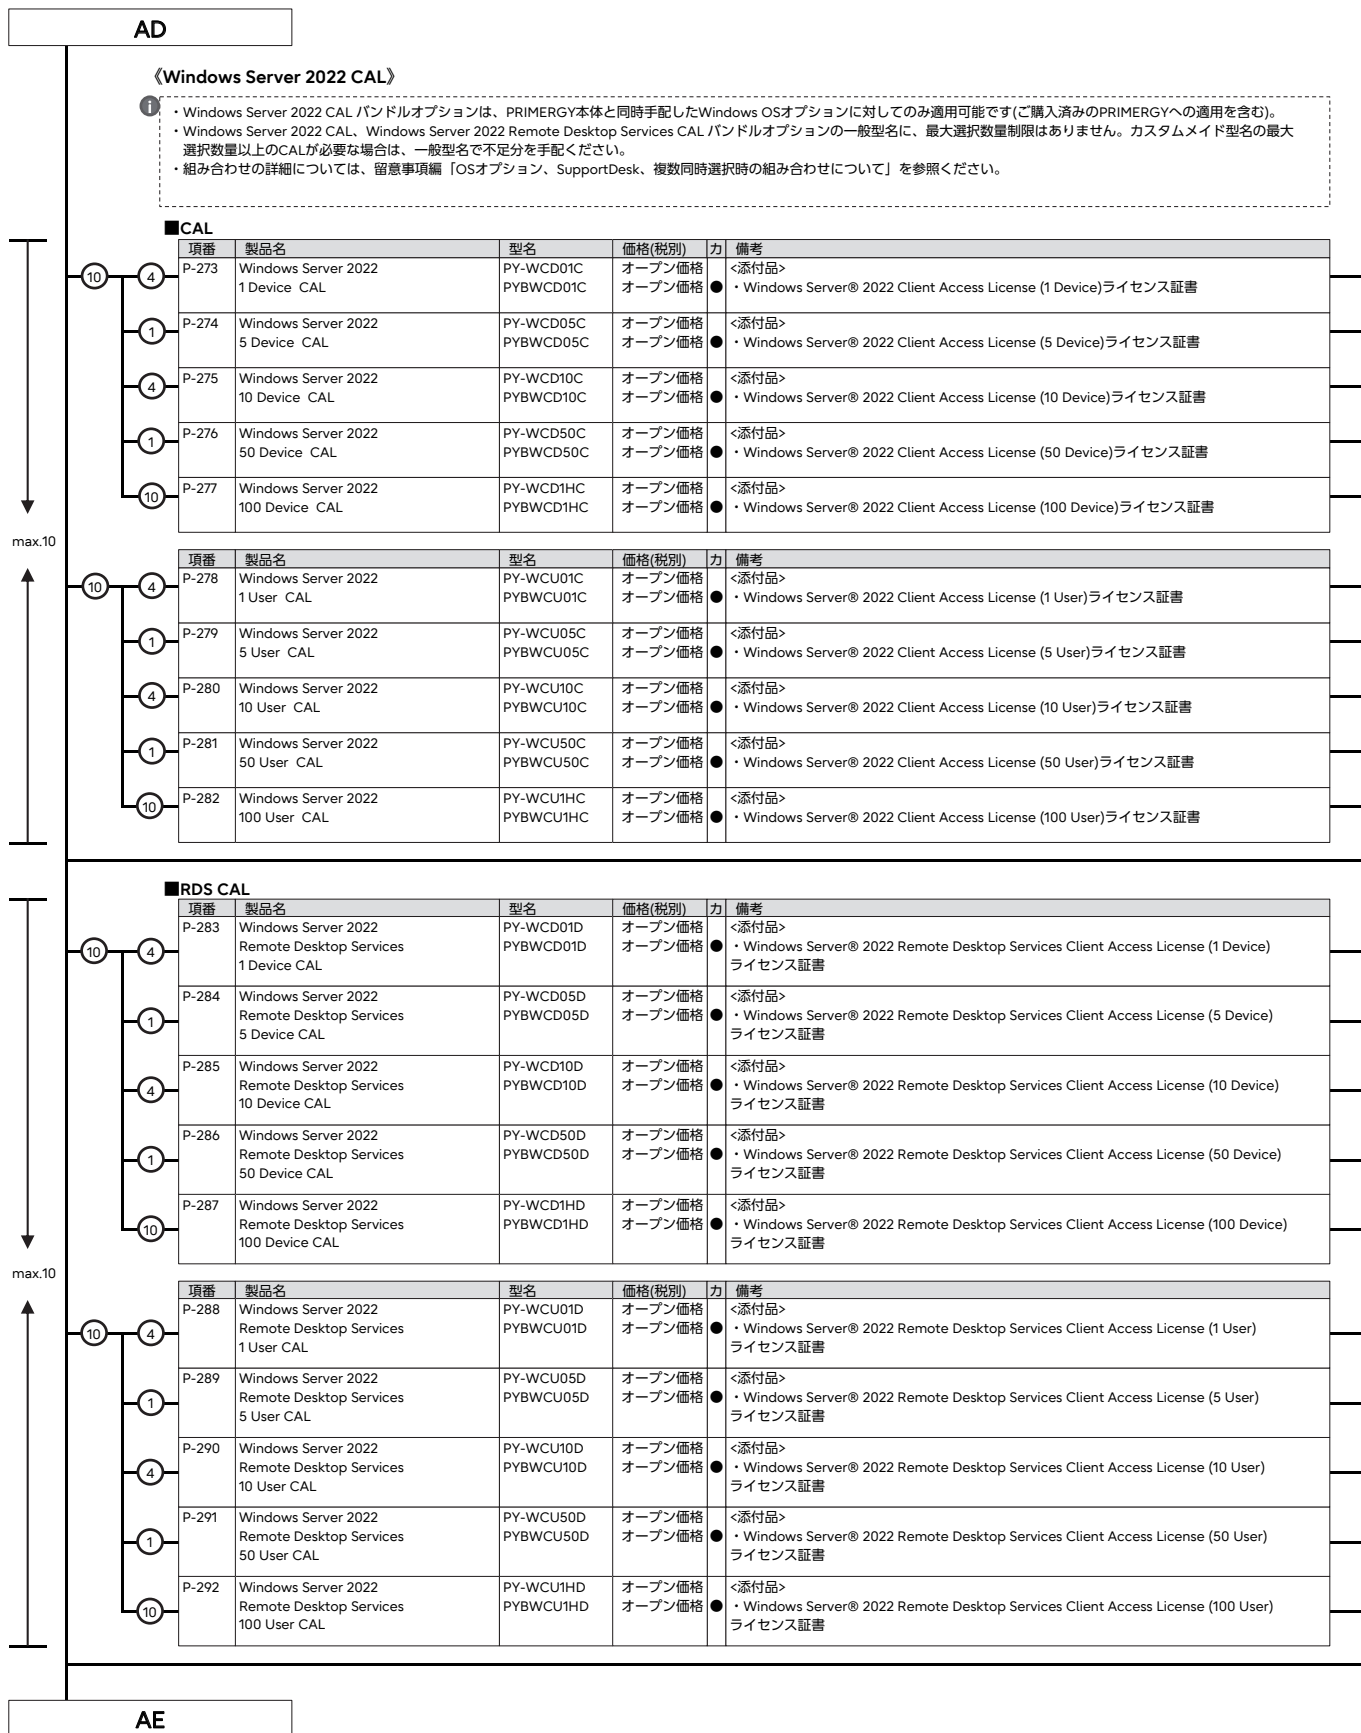 AD
《Windows Server 2022 CAL》
i
・Windows Server 2022 CAL バンドルオプションは、PRIMERGY本体と同時手配したWindows OSオプションに対してのみ適用可能です(ご購入済みのPRIMERGYへの適用を含む)。
・Windows Server 2022 CAL、Windows Server 2022 Remote Desktop Services CAL バンドルオプションの一般型名に、最大選択数量制限はありません。カスタムメイド型名の最大
選択数量以上のCALが必要な場合は、一般型名で不足分を手配ください。
・組み合わせの詳細については、留意事項編「OSオプション、SupportDesk、複数同時選択時の組み合わせについて」を参照ください。
■CAL
項番 製品名 型名 価格(税別) カ 備考
P-273 Windows Server 2022 PY-WCD01C オープン価格 <添付品>
10 4 1 Device CAL PYBWCD01C オープン価格 ● ・Windows Server® 2022 Client Access License (1 Device)ライセンス証書
P-274 Windows Server 2022 PY-WCD05C オープン価格 <添付品>
1 5 Device CAL PYBWCD05C オープン価格 ● ・Windows Server® 2022 Client Access License (5 Device)ライセンス証書
P-275 Windows Server 2022 PY-WCD10C オープン価格 <添付品>
4 10 Device CAL PYBWCD10C オープン価格 ● ・Windows Server® 2022 Client Access License (10 Device)ライセンス証書
P-276 Windows Server 2022 PY-WCD50C オープン価格 <添付品>
1 50 Device CAL PYBWCD50C オープン価格 ● ・Windows Server® 2022 Client Access License (50 Device)ライセンス証書
P-277 Windows Server 2022 PY-WCD1HC オープン価格 <添付品>
10 100 Device CAL PYBWCD1HC オープン価格 ● ・Windows Server® 2022 Client Access License (100 Device)ライセンス証書
max.10
項番 製品名 型名 価格(税別) カ 備考
P-278 Windows Server 2022 PY-WCU01C オープン価格 <添付品>
10 4 1 User CAL PYBWCU01C オープン価格 ● ・Windows Server® 2022 Client Access License (1 User)ライセンス証書
P-279 Windows Server 2022 PY-WCU05C オープン価格 <添付品>
1 5 User CAL PYBWCU05C オープン価格 ● ・Windows Server® 2022 Client Access License (5 User)ライセンス証書
P-280 Windows Server 2022 PY-WCU10C オープン価格 <添付品>
4 10 User CAL PYBWCU10C オープン価格 ● ・Windows Server® 2022 Client Access License (10 User)ライセンス証書
P-281 Windows Server 2022 PY-WCU50C オープン価格 <添付品>
1 50 User CAL PYBWCU50C オープン価格 ● ・Windows Server® 2022 Client Access License (50 User)ライセンス証書
P-282 Windows Server 2022 PY-WCU1HC オープン価格 <添付品>
10 100 User CAL PYBWCU1HC オープン価格 ● ・Windows Server® 2022 Client Access License (100 User)ライセンス証書
■RDS CAL
項番 製品名 型名 価格(税別) カ 備考
P-283 Windows Server 2022 PY-WCD01D オープン価格 <添付品>
10 4 Remote Desktop Services PYBWCD01D オープン価格 ● ・Windows Server® 2022 Remote Desktop Services Client Access License (1 Device)
1 Device CAL ライセンス証書
P-284 Windows Server 2022 PY-WCD05D オープン価格 <添付品>
1 Remote Desktop Services PYBWCD05D オープン価格 ● ・Windows Server® 2022 Remote Desktop Services Client Access License (5 Device)
5 Device CAL ライセンス証書
P-285 Windows Server 2022 PY-WCD10D オープン価格 <添付品>
4 Remote Desktop Services PYBWCD10D オープン価格 ● ・Windows Server® 2022 Remote Desktop Services Client Access License (10 Device)
10 Device CAL ライセンス証書
P-286 Windows Server 2022 PY-WCD50D オープン価格 <添付品>
1 Remote Desktop Services PYBWCD50D オープン価格 ● ・Windows Server® 2022 Remote Desktop Services Client Access License (50 Device)
50 Device CAL ライセンス証書
P-287 Windows Server 2022 PY-WCD1HD オープン価格 <添付品>
10 Remote Desktop Services PYBWCD1HD オープン価格 ● ・Windows Server® 2022 Remote Desktop Services Client Access License (100 Device)
100 Device CAL ライセンス証書
max.10
項番 製品名 型名 価格(税別) カ 備考
P-288 Windows Server 2022 PY-WCU01D オープン価格 <添付品>
10 4 Remote Desktop Services PYBWCU01D オープン価格 ● ・Windows Server® 2022 Remote Desktop Services Client Access License (1 User)
1 User CAL ライセンス証書
P-289 Windows Server 2022 PY-WCU05D オープン価格 <添付品>
1 Remote Desktop Services PYBWCU05D オープン価格 ● ・Windows Server® 2022 Remote Desktop Services Client Access License (5 User)
5 User CAL ライセンス証書
P-290 Windows Server 2022 PY-WCU10D オープン価格 <添付品>
4 Remote Desktop Services PYBWCU10D オープン価格 ● ・Windows Server® 2022 Remote Desktop Services Client Access License (10 User)
10 User CAL ライセンス証書
P-291 Windows Server 2022 PY-WCU50D オープン価格 <添付品>
1 Remote Desktop Services PYBWCU50D オープン価格 ● ・Windows Server® 2022 Remote Desktop Services Client Access License (50 User)
50 User CAL ライセンス証書
P-292 Windows Server 2022 PY-WCU1HD オープン価格 <添付品>
10 Remote Desktop Services PYBWCU1HD オープン価格 ● ・Windows Server® 2022 Remote Desktop Services Client Access License (100 User)
100 User CAL ライセンス証書
AE